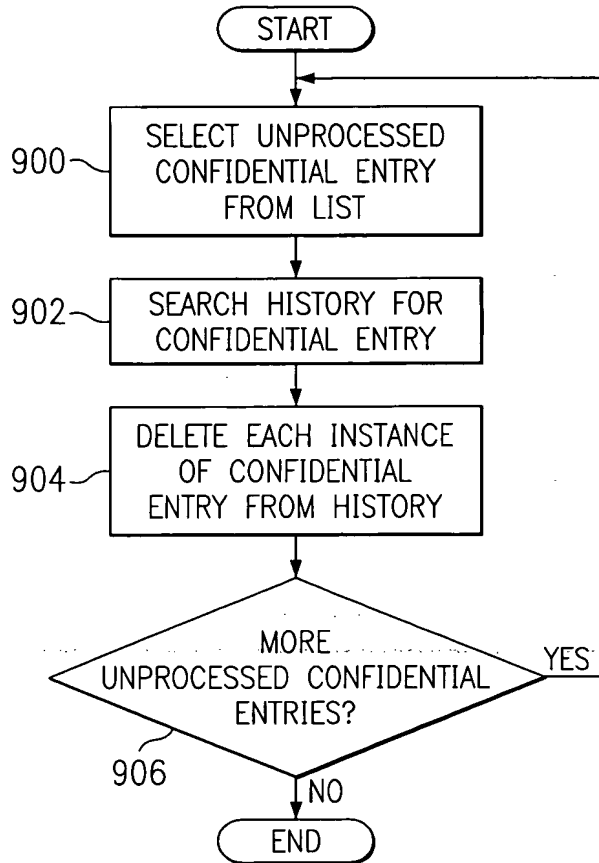 START
900
SELECT UNPROCESSED
CONFIDENTIAL ENTRY
FROM LIST
902
SEARCH HISTORY FOR
CONFIDENTIAL ENTRY
904
DELETE EACH INSTANCE
OF CONFIDENTIAL
ENTRY FROM HISTORY
MORE
UNPROCESSED CONFIDENTIAL
ENTRIES?
YES
906
NO
END